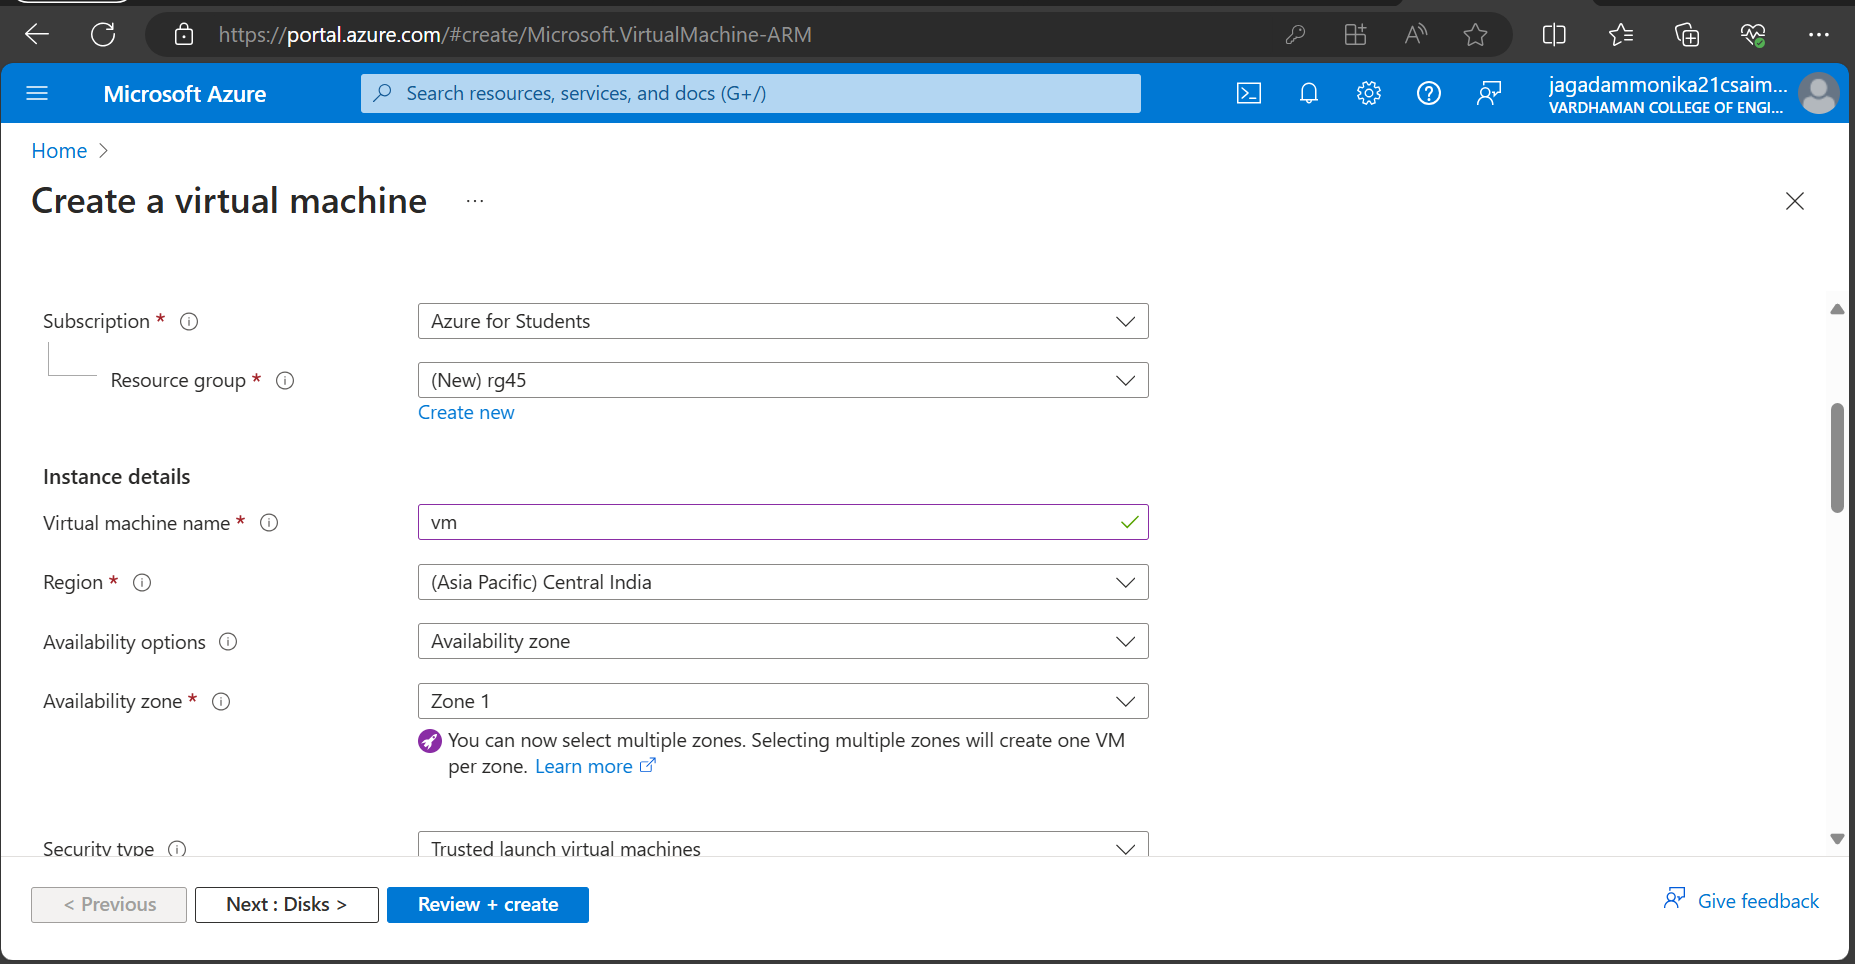 https://portal.azure.com/#create/Microsoft.VirtualMachine-ARM
Microsoft Azure
Search resources, services, and docs (G+/)
jagadammonika21csaim...
VARDHAMAN COLLEGE OF ENGI...
Home >
Create a virtual machine ...
Subscription *
Azure for Students
Resource group *
(New) rg45
Create new
Instance details
Virtual machine name *
vm
Region *
(Asia Pacific) Central India
Availability options
Availability zone
Availability zone *
Zone 1
You can now select multiple zones. Selecting multiple zones will create one VM
per zone. Learn more
Security type
Trusted launch virtual machines
< Previous
Next : Disks >
Review + create
Give feedback